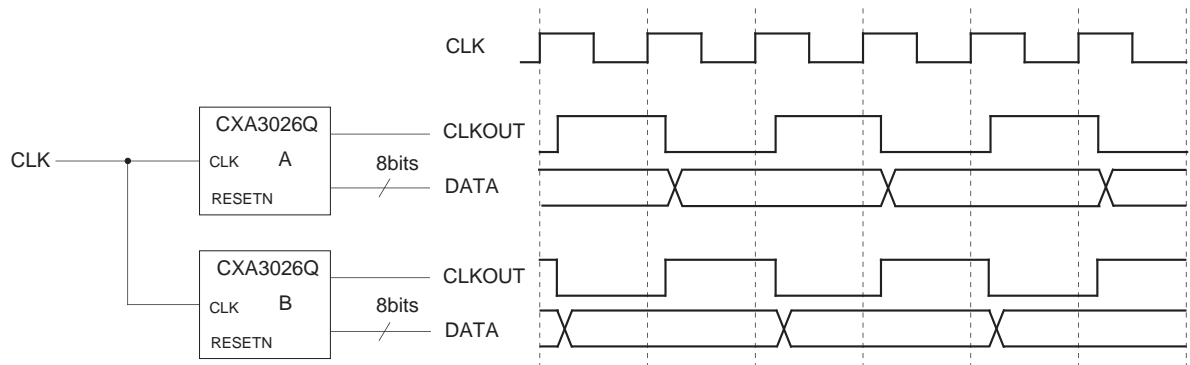 CLK
CXA3026Q
CLK A
RESETN
8bits
CLKOUT
DATA
CLK
CXA3026Q
CLK B
RESETN
8bits
CLKOUT
DATA